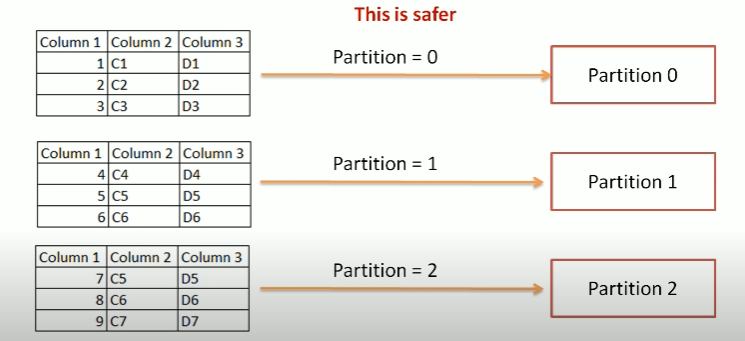 This is safer
Column 1 Column 2 Column 3
1 C1 D1
2 C2 D2
3 C3 D3
Partition = 0
Partition 0
Column 1 Column 2 Column 3
4 C4 D4
5 C5 D5
6 C6 D6
Partition = 1
Partition 1
Column 1 Column 2 Column 3
7 C5 D5
8 C6 D6
9 C7 D7
Partition = 2
Partition 2